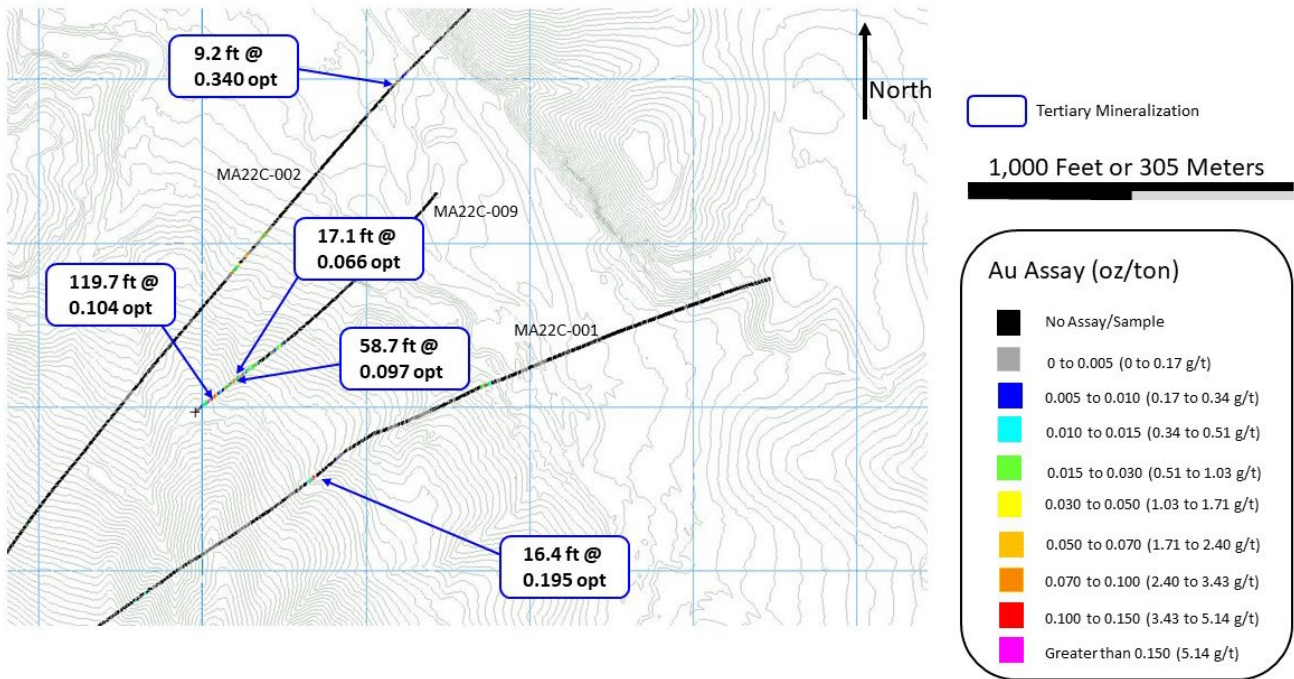 9.2 ft @
0.340 opt
North
MA22C-002
MA22C-009
17.1 ft @
0.066 opt
119.7 ft @
0.104 opt
58.7 ft @
0.097 opt
MA22C-001
16.4 ft @
0.195 opt
Tertiary Mineralization
1,000 Feet or 305 Meters
Au Assay (oz/ton)
No Assay/Sample
0 to 0.005 (0 to 0.17 g/t)
0.005 to 0.010 (0.17 to 0.34 g/t)
0.010 to 0.015 (0.34 to 0.51 g/t)
0.015 to 0.030 (0.51 to 1.03 g/t)
0.030 to 0.050 (1.03 to 1.71 g/t)
0.050 to 0.070 (1.71 to 2.40 g/t)
0.070 to 0.100 (2.40 to 3.43 g/t)
0.100 to 0.150 (3.43 to 5.14 g/t)
Greater than 0.150 (5.14 g/t)